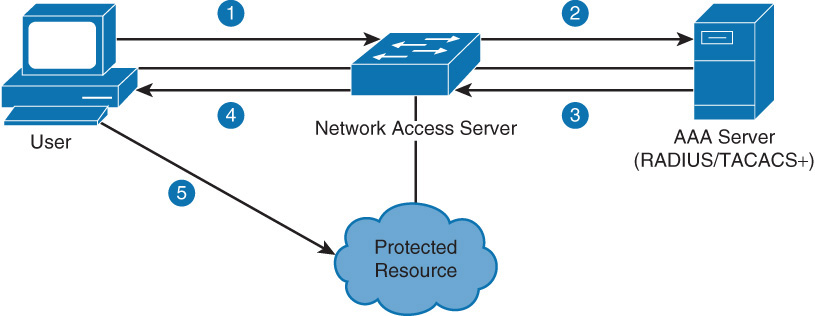 1
2
4
3
User
Network Access Server
AAA Server
(RADIUS/TACACS+)
5
Protected
Resource